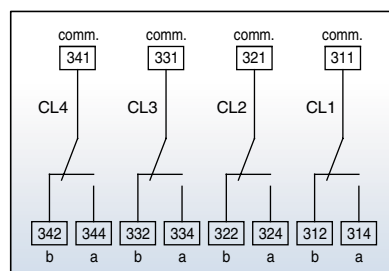 comm. comm. comm. comm.
341 331 321 311
CL4 CL3 CL2 CL1
342 344 332 334 322 324 312 314
b a b a b a b a